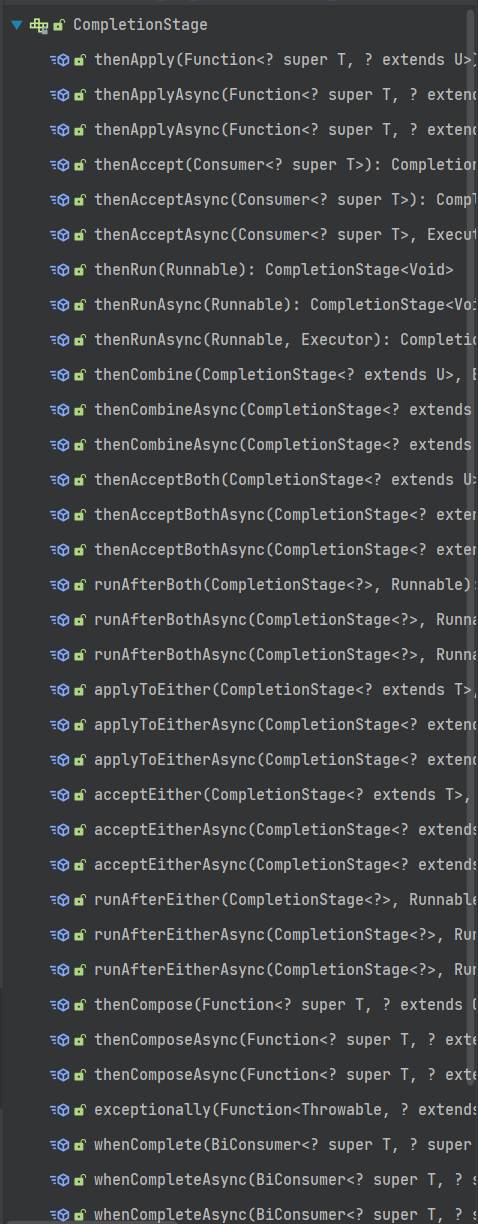 CompletionStage
thenApply(Function<? super T, ? extends U>)
thenApplyAsync(Function<? super T, ? exten
thenApplyAsync(Function<? super T, ? exten
thenAccept(Consumer<? super T>): Completion
thenAcceptAsync(Consumer<? super T>): Compl
thenAcceptAsync(Consumer<? super T>, Execut
thenRun(Runnable): CompletionStage<Void>
thenRunAsync(Runnable): CompletionStage<Voi
thenRunAsync(Runnable, Executor): Completio
thenCombine(CompletionStage<? extends U>, B
thenCombineAsync(CompletionStage<? extends
thenCombineAsync(CompletionStage<? extends
thenAcceptBoth(CompletionStage<? extends U>
thenAcceptBothAsync(CompletionStage<? exten
thenAcceptBothAsync(CompletionStage<? exten
runAfterBoth(CompletionStage<?>, Runnable):
runAfterBothAsync(CompletionStage<?>, Runna
runAfterBothAsync(CompletionStage<?>, Runna
applyToEither(CompletionStage<? extends T>,
applyToEitherAsync(CompletionStage<? extend
applyToEitherAsync(CompletionStage<? extend
acceptEither(CompletionStage<? extends T>,
acceptEitherAsync(CompletionStage<? extends
acceptEitherAsync(CompletionStage<? extends
runAfterEither(CompletionStage<?>, Runnable
runAfterEitherAsync(CompletionStage<?>, Run
runAfterEitherAsync(CompletionStage<?>, Run
thenCompose(Function<? super T, ? extends C
thenComposeAsync(Function<? super T, ? exte
thenComposeAsync(Function<? super T, ? exte
exceptionally(Function<Throwable, ? extends
whenComplete(BiConsumer<? super T, ? super
whenCompleteAsync(BiConsumer<? super T, ? s
whenCompleteAsync(BiConsumer<? super T, ? s